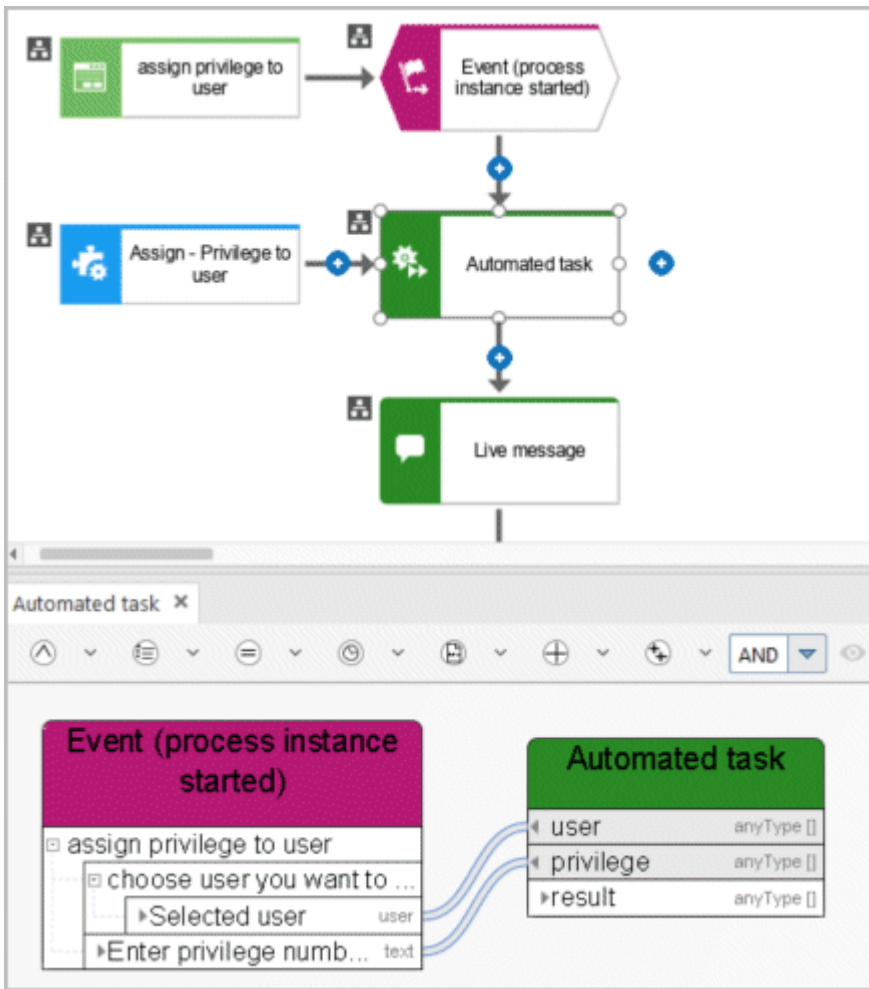 assign privilege to
user
Event (process
instance started)
Assign - Privilege to
user
Automated task
Live message
Automated task
AND
Event (process instance
started)
assign privilege to user
choose user you want to ...
Selected user user
Enter privilege numb... text
Automated task
user anyType []
privilege anyType []
result anyType []